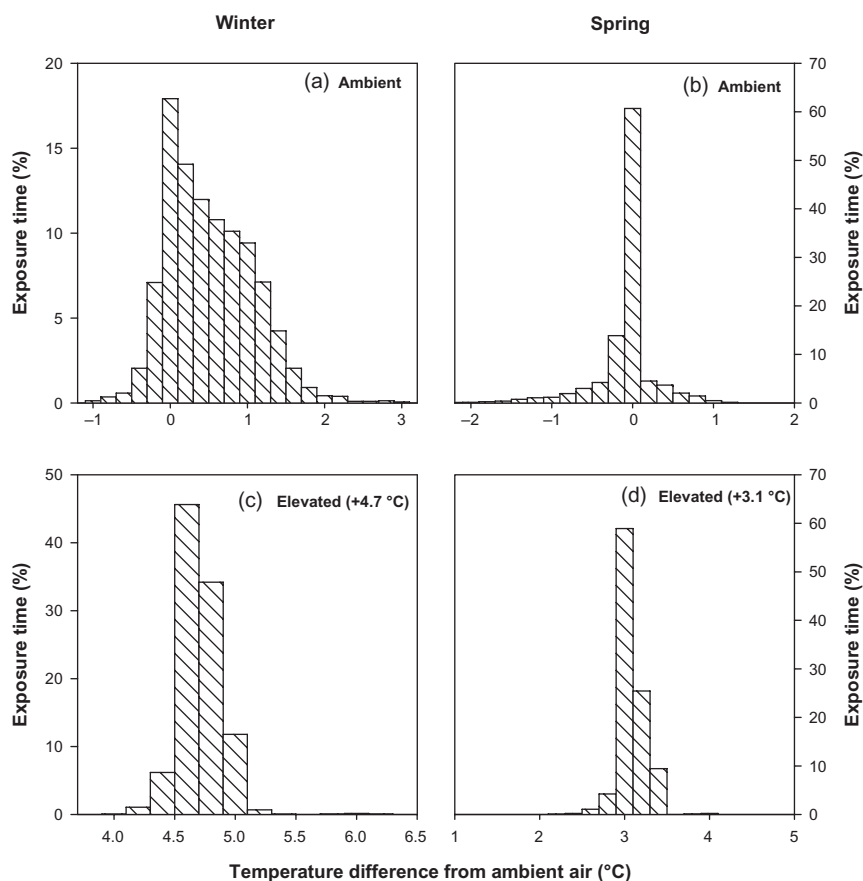 Winter
Spring
(a) Ambient
(b) Ambient
Exposure time (%)
20
15
10
5
0
–1 0 1 2 3
70
60
50
40
30
20
10
0
Exposure time (%)
–2 –1 0 1 2
(c) Elevated (+4.7 °C)
(d) Elevated (+3.1 °C)
Exposure time (%)
50
40
30
20
10
0
4.0 4.5 5.0 5.5 6.0 6.5
70
60
50
40
30
20
10
0
Exposure time (%)
1 2 3 4 5
Temperature difference from ambient air (°C)